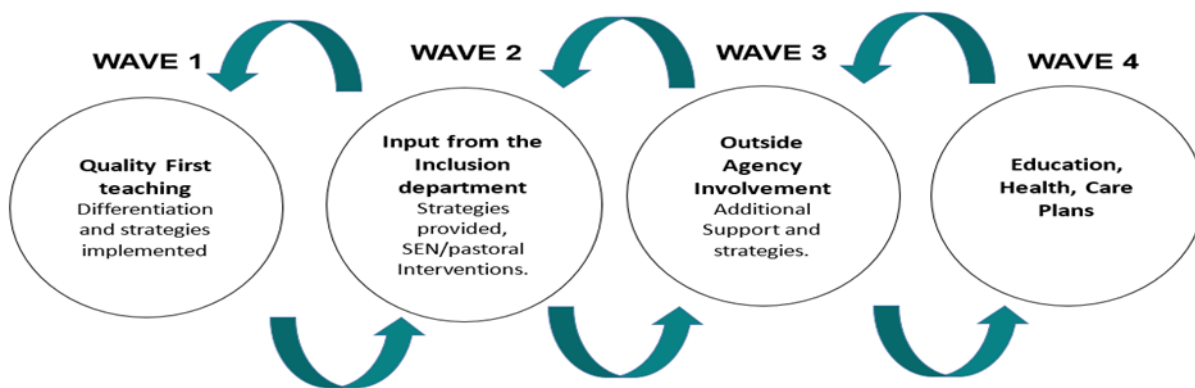 WAVE 1
Quality First
teaching
Differentiation
and strategies
implemented
WAVE 2
Input from the
Inclusion
department
Strategies
provided,
SEN/pastoral
Interventions.
WAVE 3
Outside
Agency
Involvement
Additional
Support and
strategies.
WAVE 4
Education,
Health, Care
Plans